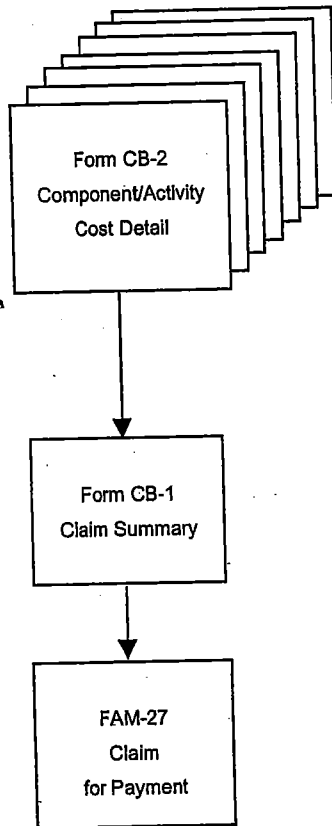 Form CB-2
Component/Activity
Cost Detail
Form CB-1
Claim Summary
FAM-27
Claim
for Payment